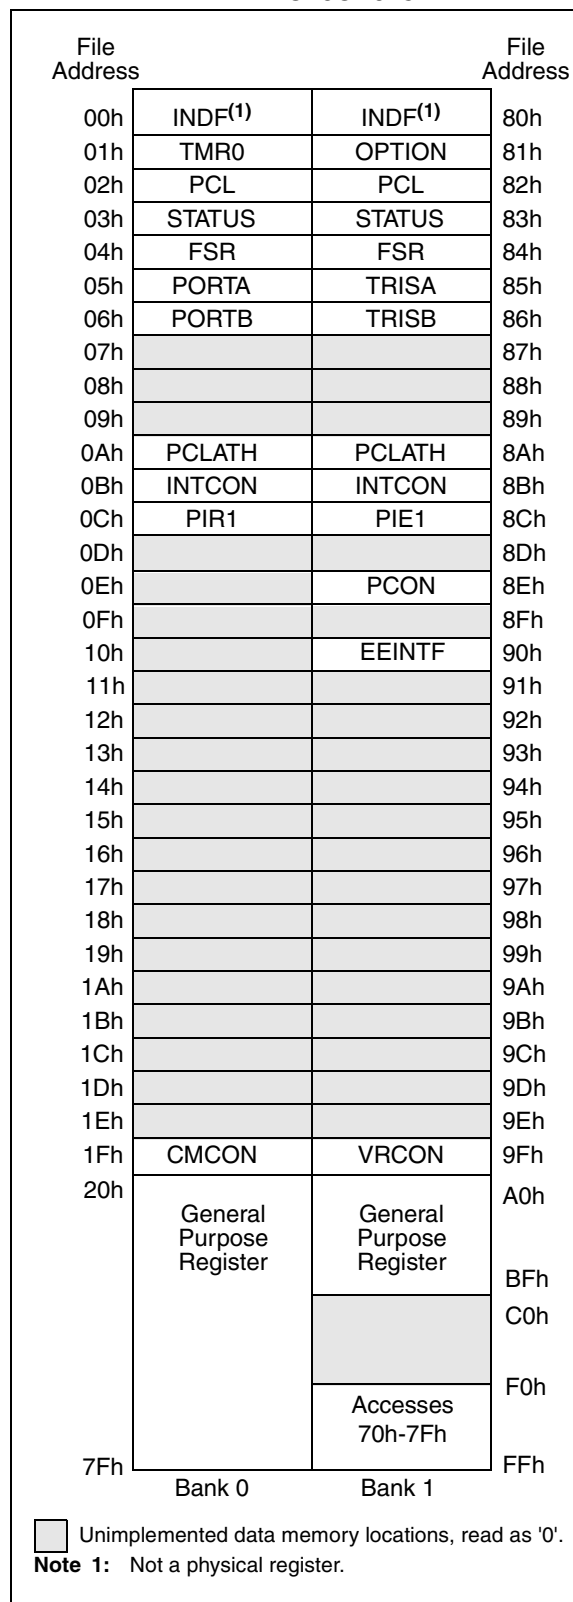 File Address File Address
00h INDF(1) INDF(1) 80h
01h TMR0 OPTION 81h
02h PCL PCL 82h
03h STATUS STATUS 83h
04h FSR FSR 84h
05h PORTA TRISA 85h
06h PORTB TRISB 86h
07h 87h
08h 88h
09h 89h
0Ah PCLATH PCLATH 8Ah
0Bh INTCON INTCON 8Bh
0Ch PIR1 PIE1 8Ch
0Dh 8Dh
0Eh PCON 8Eh
0Fh 8Fh
10h EEINTF 90h
11h 91h
12h 92h
13h 93h
14h 94h
15h 95h
16h 96h
17h 97h
18h 98h
19h 99h
1Ah 9Ah
1Bh 9Bh
1Ch 9Ch
1Dh 9Dh
1Eh 9Eh
1Fh CMCON VRCON 9Fh
20h A0h
General General
Purpose Purpose
Register Register
BFh
C0h
F0h
Accesses
70h-7Fh
7Fh FFh
Bank 0 Bank 1
Unimplemented data memory locations, read as '0'.
Note 1: Not a physical register.